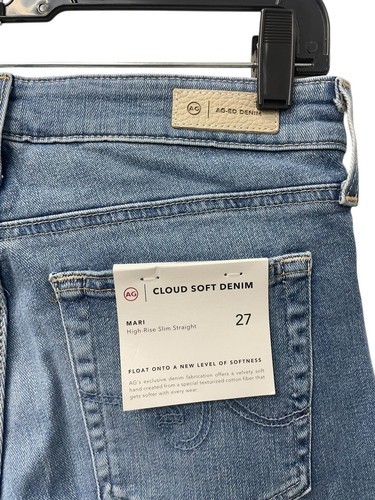 AG AG-ED DENIM
AG CLOUD SOFT DENIM
MARI
High-Rise Slim Straight
27
FLOAT ONTO A NEW LEVEL OF SOFTNESS
AG's exclusive denim fabrication offers a velvety soft
hand created from a special texturized cotton fiber that
gets softer with every wear.